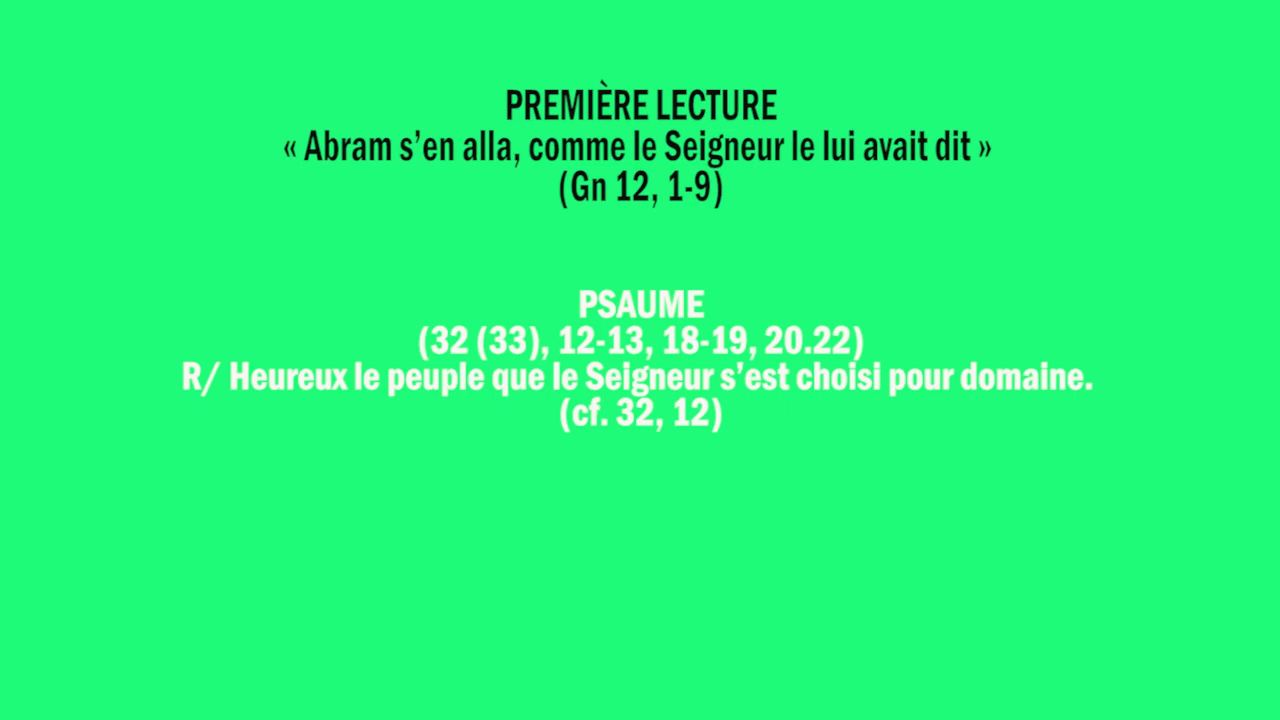 PREMIÈRE LECTURE
« Abram s’en alla, comme le Seigneur le lui avait dit »
(Gn 12, 1-9)
PSAUME
(32 (33), 12-13, 18-19, 20.22)
R/ Heureux le peuple que le Seigneur s’est choisi pour domaine.
(cf. 32, 12)